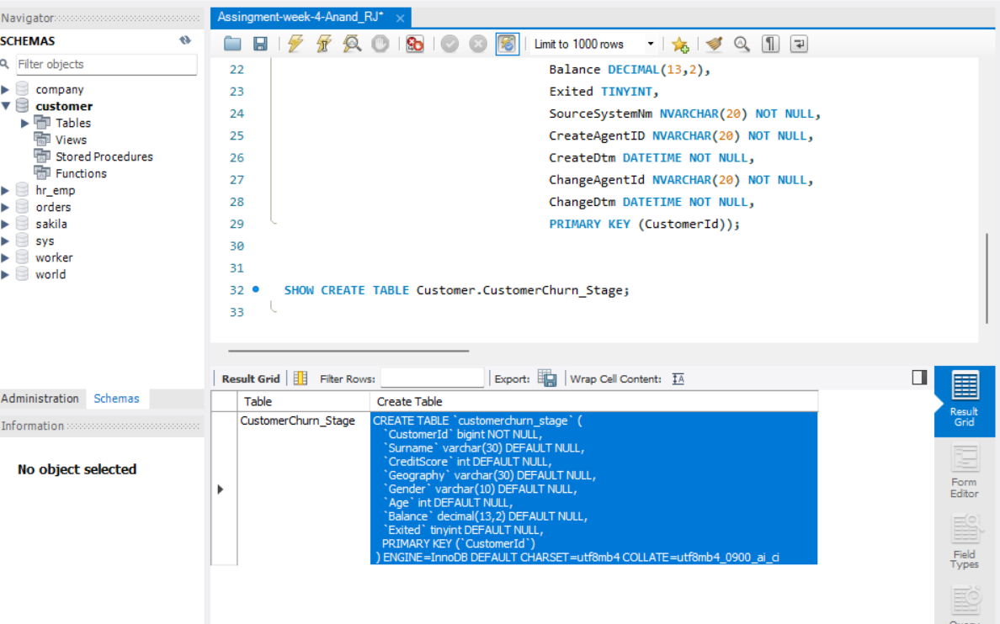 Navigator
SCHEMAS
Filter objects
company
customer
Tables
Views
Stored Procedures
Functions
hr_emp
orders
sakila
sys
worker
world
Administration Schemas
Information
No object selected
Assingment-week-4-Anand_RJ*
Limit to 1000 rows
22 Balance DECIMAL(13,2),
23 Exited TINYINT,
24 SourceSystemNm NVARCHAR(20) NOT NULL,
25 CreateAgentID NVARCHAR(20) NOT NULL,
26 CreateDtm DATETIME NOT NULL,
27 ChangeAgentId NVARCHAR(20) NOT NULL,
28 ChangeDtm DATETIME NOT NULL,
29 PRIMARY KEY (CustomerId));
30
31
32 SHOW CREATE TABLE Customer.CustomerChurn_Stage;
33
Result Grid Filter Rows: Export: Wrap Cell Content:
Table Create Table
CustomerChurn_Stage CREATE TABLE `customerchurn_stage` (
`CustomerId` bigint NOT NULL,
`Surname` varchar(30) DEFAULT NULL,
`CreditScore` int DEFAULT NULL,
`Geography` varchar(30) DEFAULT NULL,
`Gender` varchar(10) DEFAULT NULL,
`Age` int DEFAULT NULL,
`Balance` decimal(13,2) DEFAULT NULL,
`Exited` tinyint DEFAULT NULL,
PRIMARY KEY (`CustomerId`)
) ENGINE=InnoDB DEFAULT CHARSET=utf8mb4 COLLATE=utf8mb4_0900_ai_ci
Result
Grid
Form
Editor
Field
Types